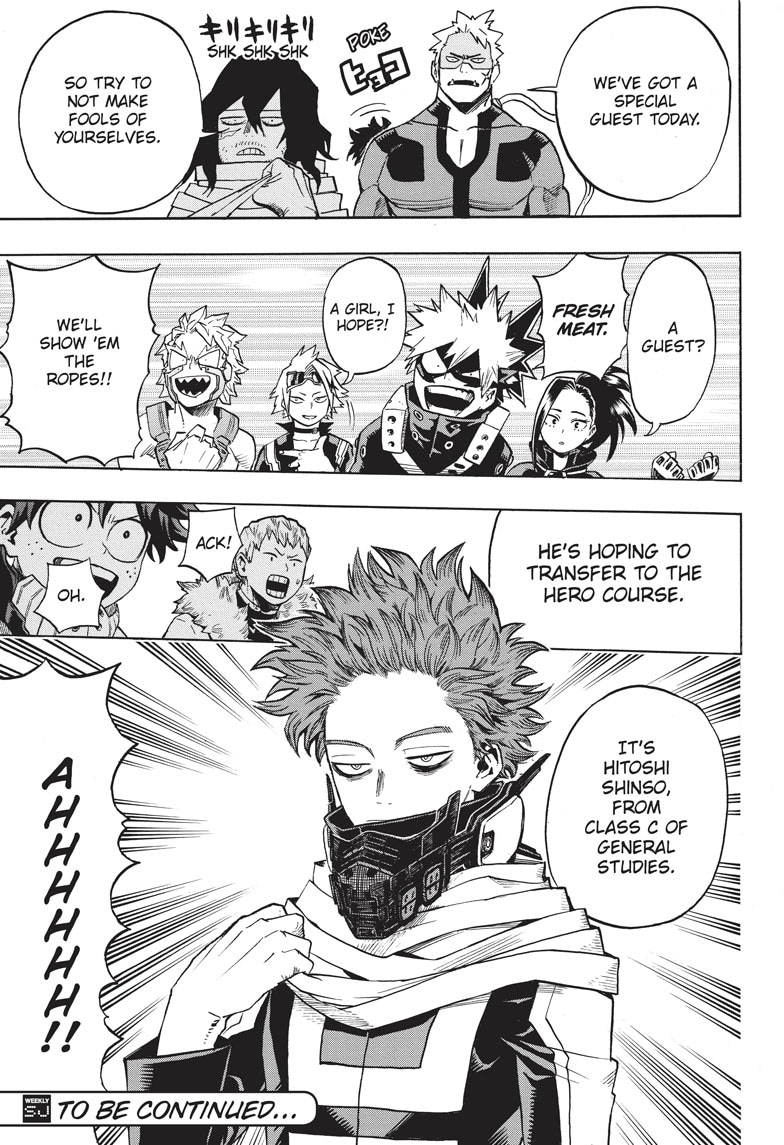 WE'VE GOT A
SPECIAL
GUEST TODAY.
POKE
ヒョコ
キリキリキリ
SHK SHK SHK
SO TRY TO
NOT MAKE
FOOLS OF
YOURSELVES.
A
GUEST?
FRESH
MEAT.
A GIRL, I
HOPE?!
WE'LL
SHOW 'EM
THE
ROPES!!
HE'S HOPING TO
TRANSFER TO THE
HERO COURSE.
ACK!
OH.
IT'S
HITOSHI
SHINSO,
FROM
CLASS C OF
GENERAL
STUDIES.
AHHHHHH!!
WEEKLY
SJ
TO BE CONTINUED...